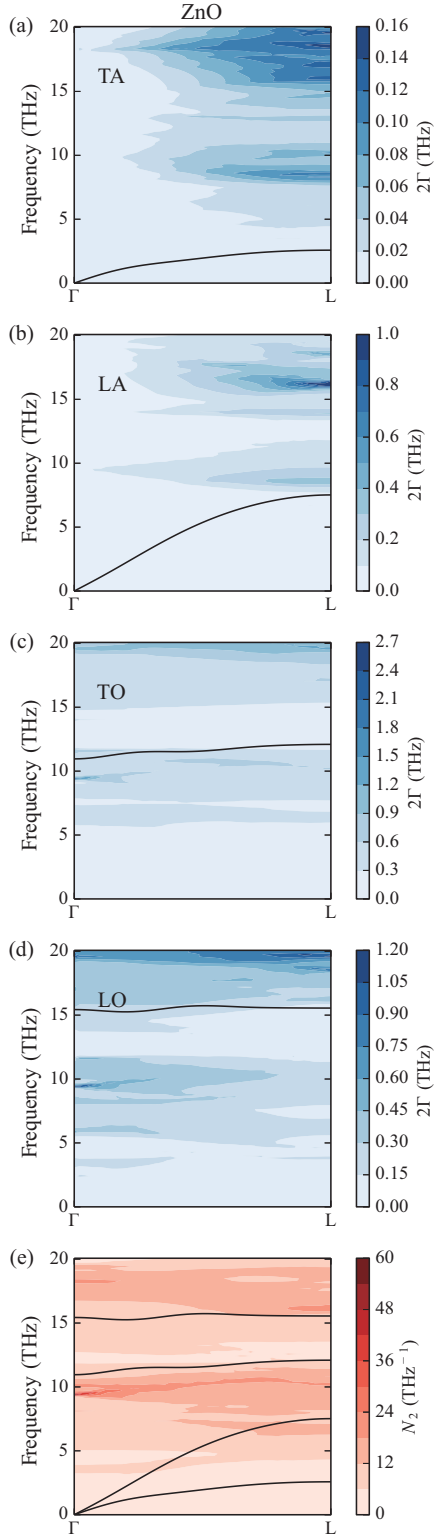 ZnO
(a)
TA
Frequency (THz)
20
15
10
5
0
Γ
L
0.16
0.14
0.12
0.10
0.08
0.06
0.04
0.02
0.00
2Γ (THz)
(b)
LA
Frequency (THz)
20
15
10
5
0
Γ
L
1.0
0.8
0.6
0.4
0.2
0.0
2Γ (THz)
(c)
TO
Frequency (THz)
20
15
10
5
0
Γ
L
2.7
2.4
2.1
1.8
1.5
1.2
0.9
0.6
0.3
0.0
2Γ (THz)
(d)
LO
Frequency (THz)
20
15
10
5
0
Γ
L
1.20
1.05
0.90
0.75
0.60
0.45
0.30
0.15
0.00
2Γ (THz)
(e)
Frequency (THz)
20
15
10
5
0
Γ
L
60
48
36
24
12
0
N₂ (THz⁻¹)